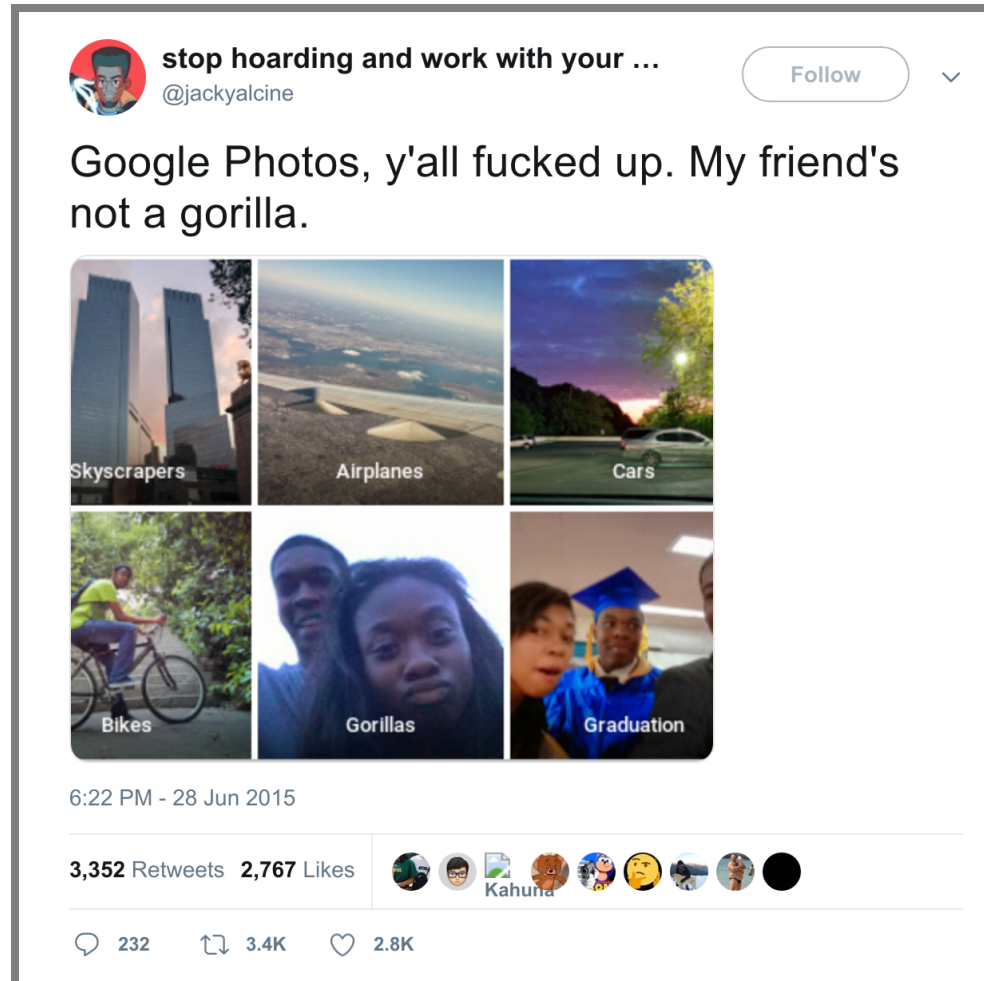 stop hoarding and work with your ...
@jackyalcine
Follow
Google Photos, y'all fucked up. My friend's
not a gorilla.
Skyscrapers
Airplanes
Cars
Bikes
Gorillas
Graduation
6:22 PM - 28 Jun 2015
3,352 Retweets 2,767 Likes
Kahuna
232 3.4K 2.8K